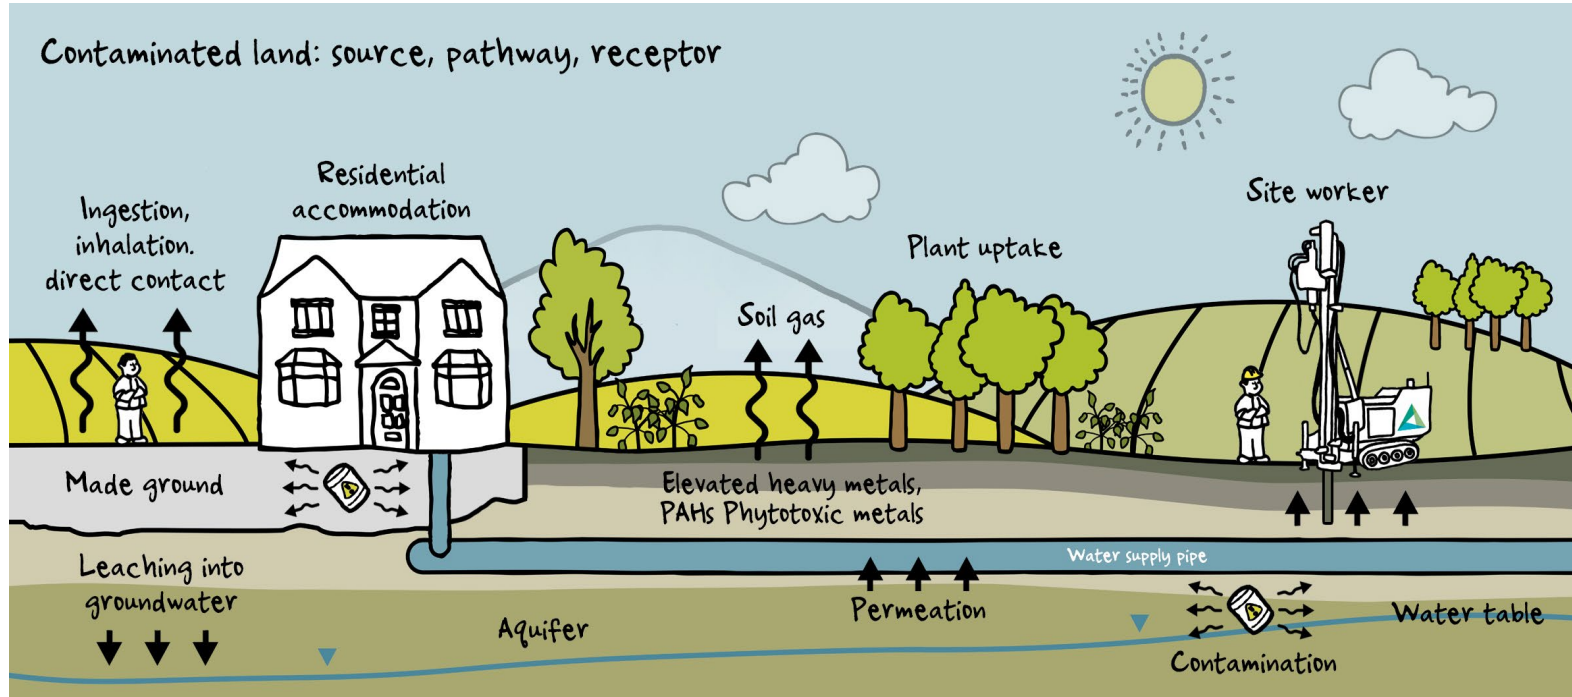 Contaminated land: source, pathway, receptor
Ingestion,
inhalation.
direct contact
Residential
accommodation
Soil gas
Plant uptake
Site worker
Made ground
Elevated heavy metals,
PAHs Phytotoxic metals
Water supply pipe
Leaching into
groundwater
Aquifer
Permeation
Contamination
Water table